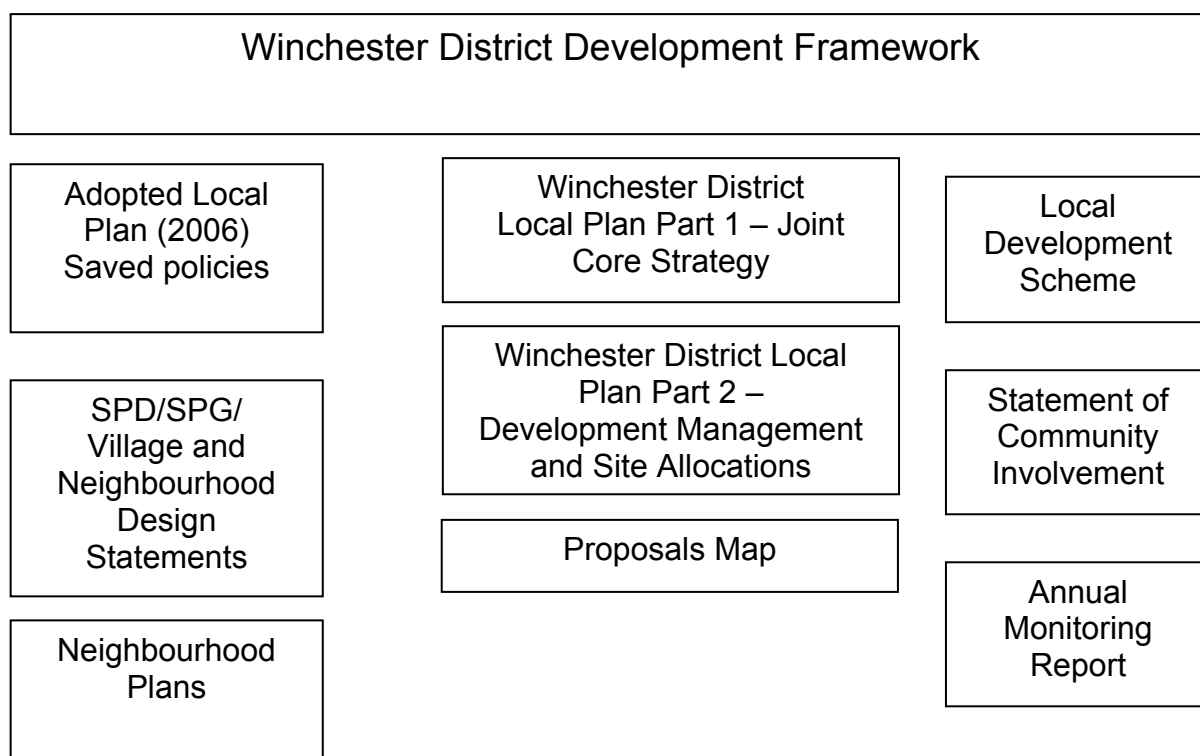 Winchester District Development Framework
Adopted Local
Plan (2006)
Saved policies
SPD/SPG/
Village and
Neighbourhood
Design
Statements
Neighbourhood
Plans
Winchester District
Local Plan Part 1 – Joint
Core Strategy
Winchester District Local
Plan Part 2 –
Development Management
and Site Allocations
Proposals Map
Local
Development
Scheme
Statement of
Community
Involvement
Annual
Monitoring
Report